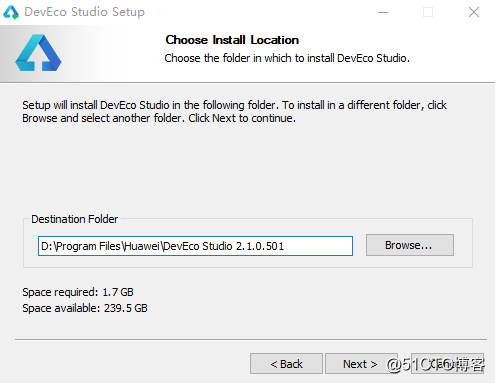 DevEco Studio Setup
Choose Install Location
Choose the folder in which to install DevEco Studio.
Setup will install DevEco Studio in the following folder. To install in a different folder, click
Browse and select another folder. Click Next to continue.
Destination Folder
D:\Program Files\Huawei\DevEco Studio 2.1.0.501
Browse...
Space required: 1.7 GB
Space available: 239.5 GB
< Back
Next >
@51CTO博客